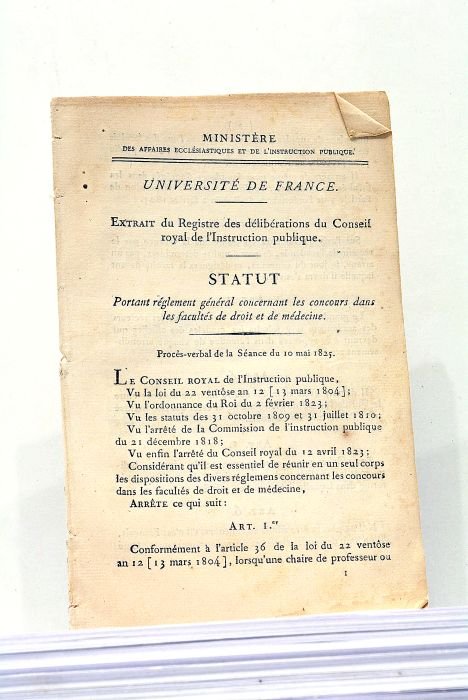 MINISTÈRE
DES AFFAIRES ECCLÉSIASTIQUES ET DE L'INSTRUCTION PUBLIQUE.
UNIVERSITÉ DE FRANCE.
EXTRAIT du Registre des délibérations du Conseil
royal de l'Instruction publique.
STATUT
Portant réglement général concernant les concours dans
les facultés de droit et de médecine.
Procès-verbal de la Séance du 10 mai 1825.
LE CONSEIL ROYAL de l'Instruction publique,
Vu la loi du 22 ventôse an 12 [13 mars 1804];
Vu l'ordonnance du Roi du 2 février 1823;
Vu les statuts des 31 octobre 1809 et 31 juillet 1810;
Vu l'arrêté de la Commission de l'instruction publique
du 21 décembre 1818;
Vu enfin l'arrêté du Conseil royal du 12 avril 1823;
Considérant qu'il est essentiel de réunir en un seul corps
les dispositions des divers réglemens concernant les concours
dans les facultés de droit et de médecine,
ARRÊTE ce qui suit:
ART. 1.er
Conformément à l'article 36 de la loi du 22 ventôse
an 12 [13 mars 1804], lorsqu'une chaire de professeur ou
1